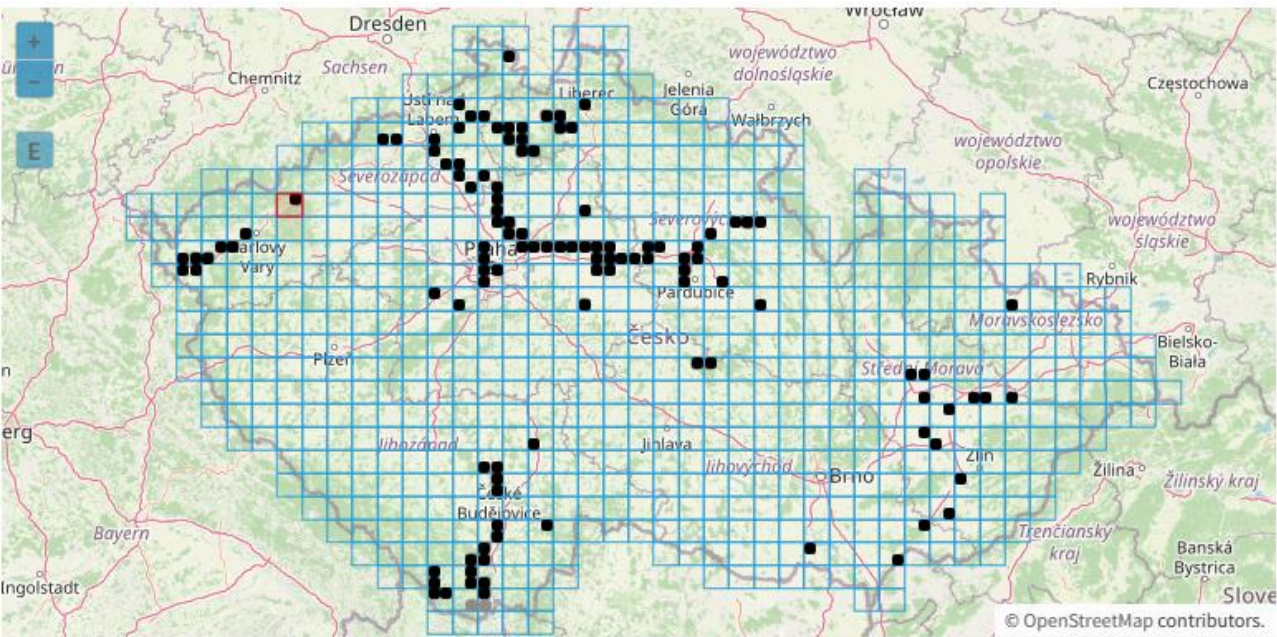 Wrocław
Dresden
+
województwo
dolnośląskie
−
Chemnitz
Sachsen
Jelenia
Góra
Częstochowa
Liberec
Ústí nad
Labem
Wałbrzych
E
województwo
opolskie
Severozápad
województwo
śląskie
Severových
Karlovy
Vary
Praha
Rybnik
Pardubice
Moravskoslezsko
Česko
Bielsko-
Biała
Plzeň
Střední Morava
erg
Jihozápad
Jihlava
Zlín
Jihovýchod
Brno
Žilina
Žilinský kraj
České
Budějovice
Bayern
Trenčiansky
kraj
Banská
Bystrica
Ingolstadt
Slove
© OpenStreetMap contributors.